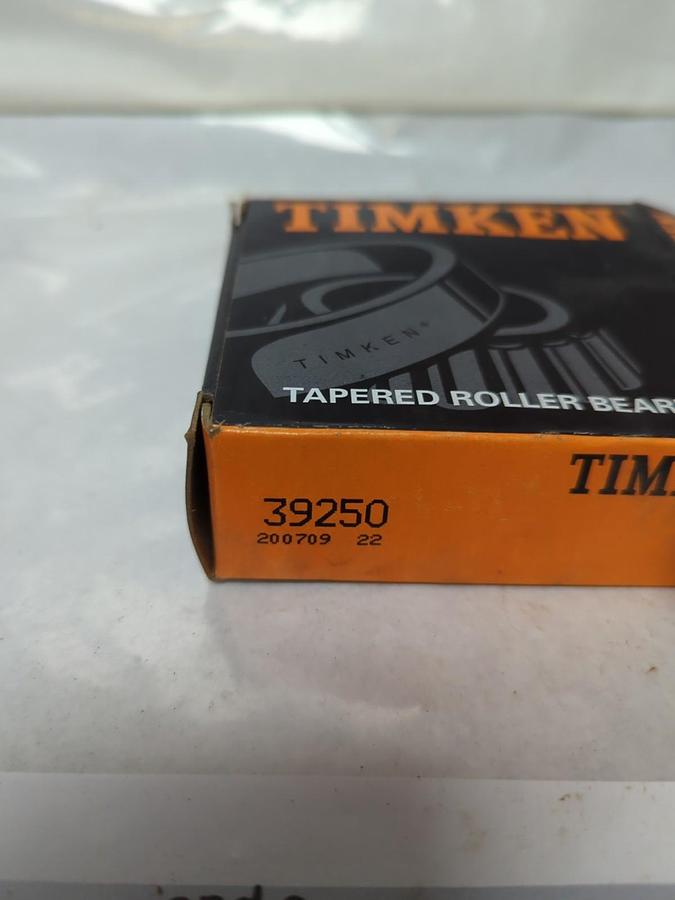 TIMKEN
TIMKEN®
TAPERED ROLLER BEAR
TIM
39250
200709 22